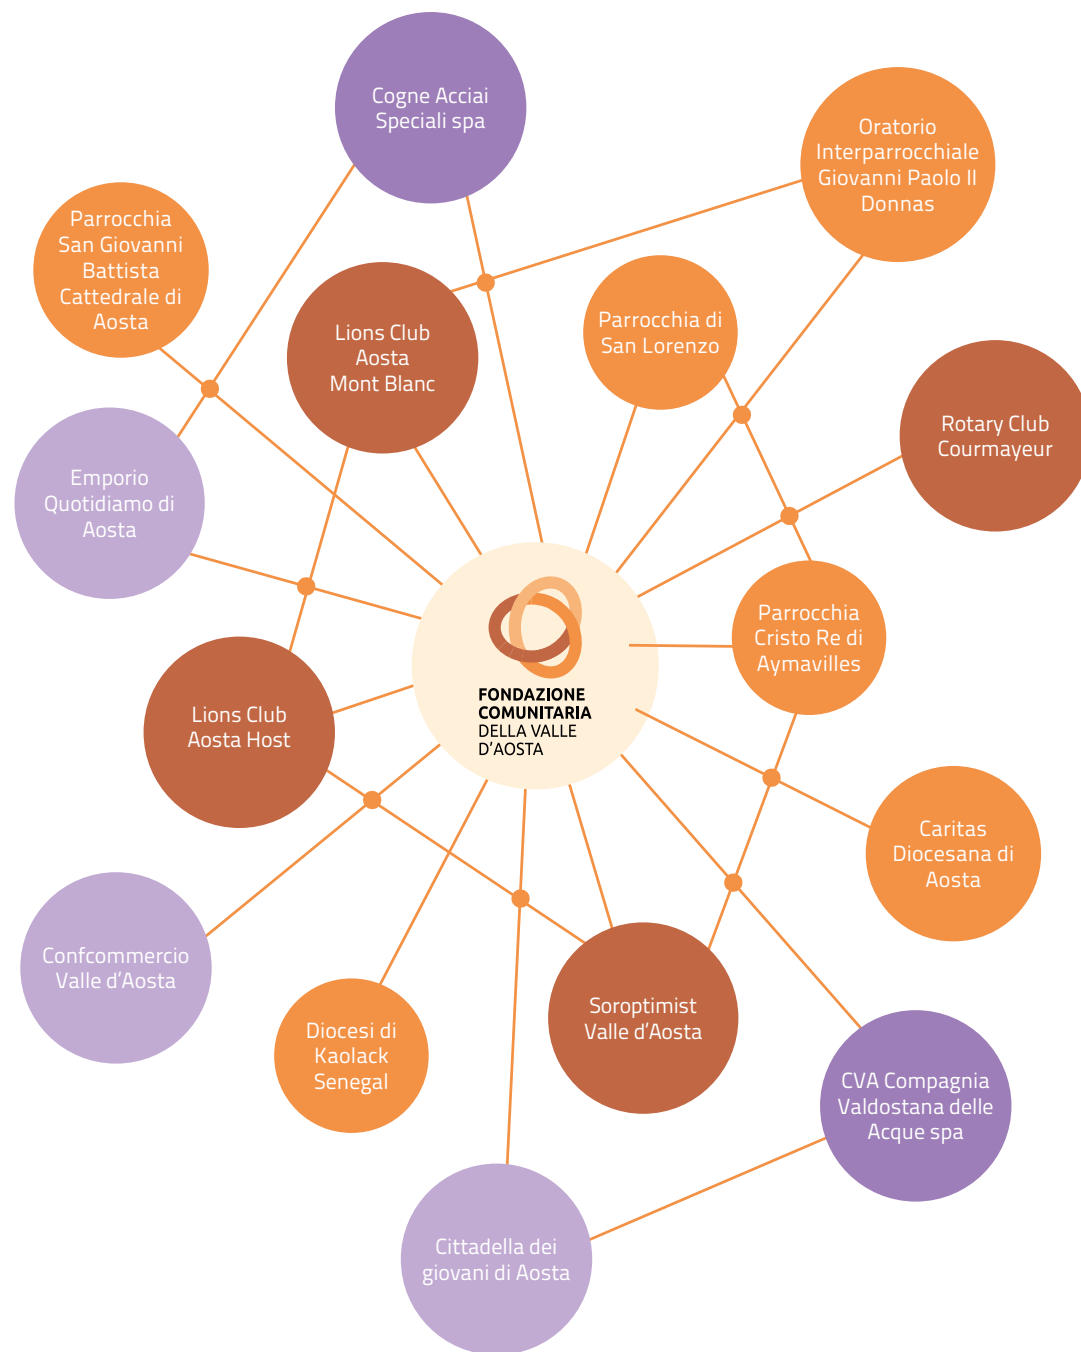 Cogne Acciai
Speciali spa
Oratorio
Interparrocchiale
Giovanni Paolo II
Donnas
Parrocchia
San Giovanni
Battista
Cattedrale di
Aosta
Lions Club
Aosta
Mont Blanc
Parrocchia di
San Lorenzo
Rotary Club
Courmayeur
Emporio
Quotidiamo di
Aosta
Parrocchia
Cristo Re di
Aymavilles
FONDAZIONE
COMUNITARIA
DELLA VALLE
D'AOSTA
Lions Club
Aosta Host
Caritas
Diocesana di
Aosta
Confcommercio
Valle d'Aosta
Diocesi di
Kaolack
Senegal
Soroptimist
Valle d'Aosta
CVA Compagnia
Valdostana delle
Acque spa
Cittadella dei
giovani di Aosta